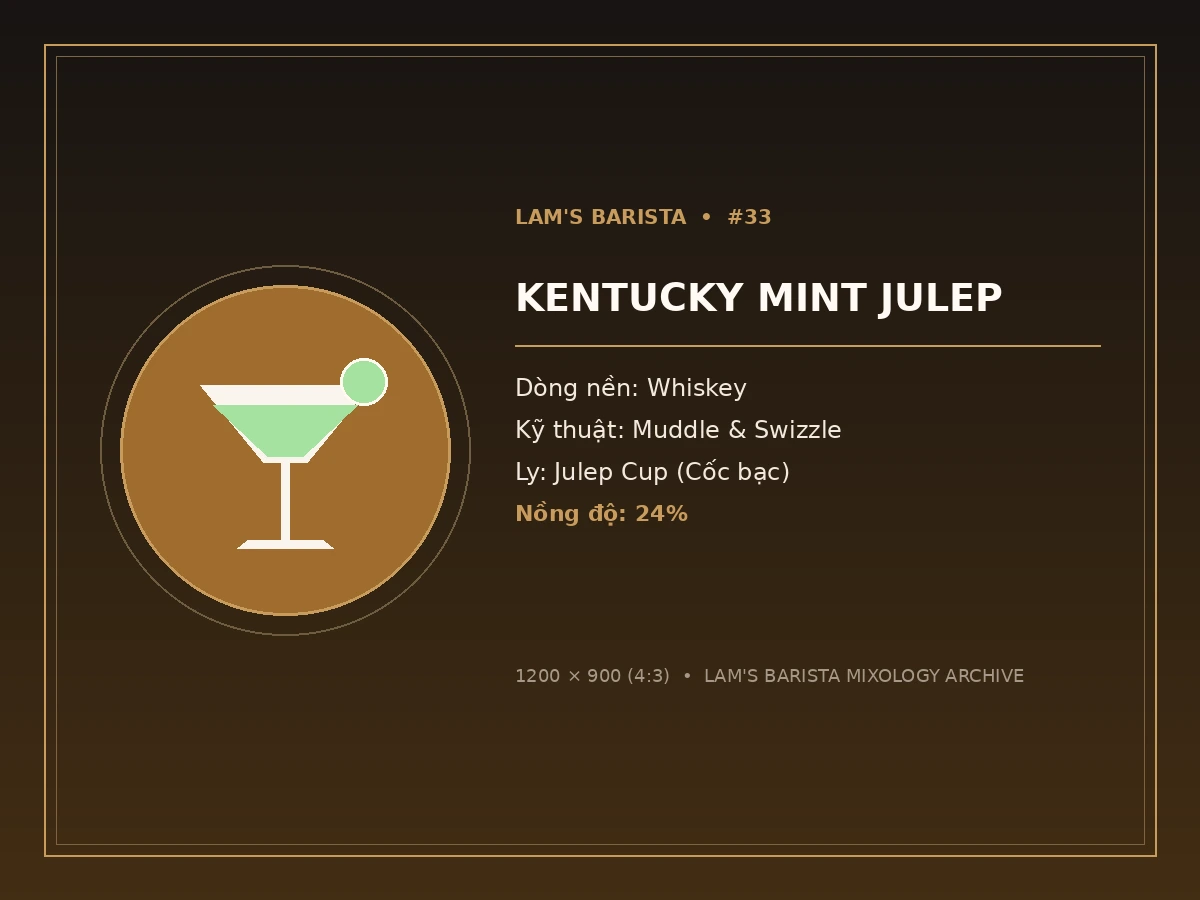 LAM'S BARISTA • #33
KENTUCKY MINT JULEP
Dòng nền: Whiskey
Kỹ thuật: Muddle & Swizzle
Ly: Julep Cup (Cốc bạc)
Nồng độ: 24%
1200 × 900 (4:3) • LAM'S BARISTA MIXOLOGY ARCHIVE